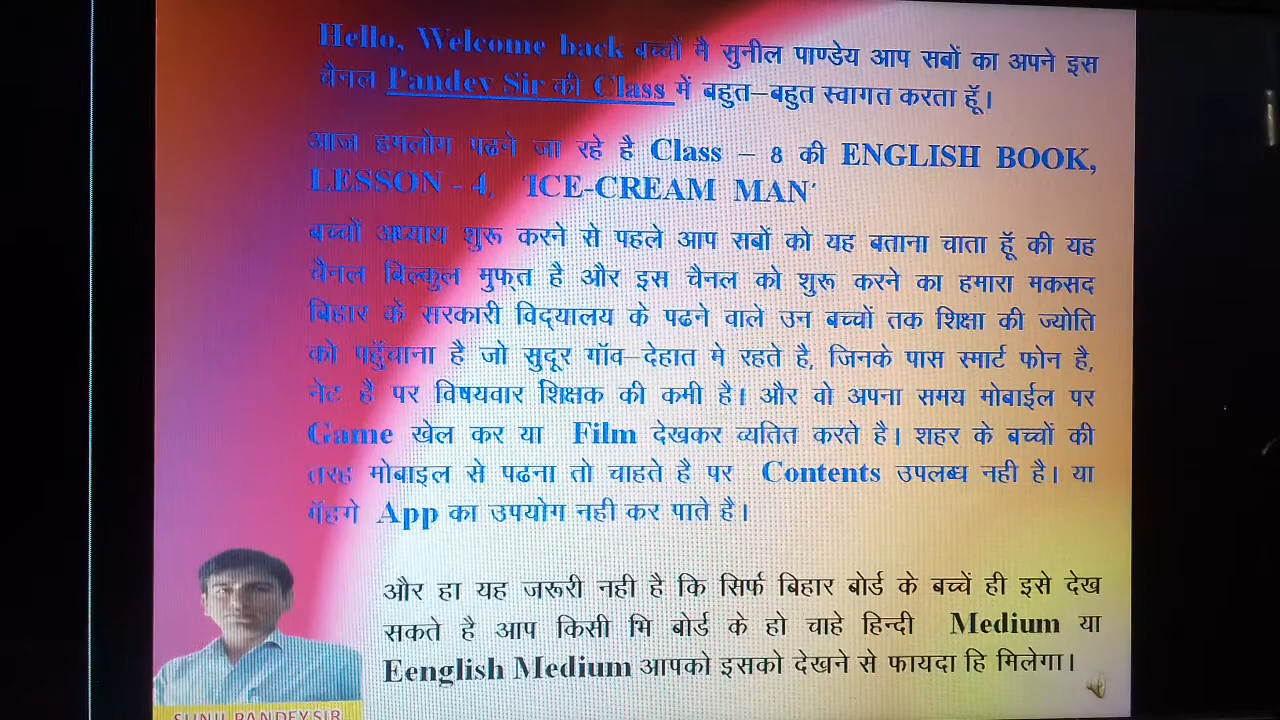 Hello, Welcome back बच्चों मै सुनील पाण्डेय आप सबों का अपने इस
चैनल Pandey Sir की Class में बहुत–बहुत स्वागत करता हूॅ।
आज हमलोग पढने जा रहे है Class – 8 की ENGLISH BOOK,
LESSON - 4, 'ICE-CREAM MAN'
बच्चों अध्याय शुरू करने से पहले आप सबों को यह बताना चाता हूॅ की यह
चैनल बिल्कुल मुफ्त है और इस चैनल को शुरू करने का हमारा मकसद
बिहार के सरकारी विद्यालय के पढने वाले उन बच्चों तक शिक्षा की ज्योति
को पहुॅचाना है जो सुदूर गॉव–देहात मे रहते है, जिनके पास स्मार्ट फोन है,
नेट है पर विषयवार शिक्षक की कमी है। और वो अपना समय मोबाईल पर
Game खेल कर या Film देखकर व्यतित करते है। शहर के बच्चों की
तरह मोबाइल से पढना तो चाहते है पर Contents उपलब्ध नही है। या
मॅहगे App का उपयोग नही कर पाते है।
और हा यह जरूरी नही है कि सिर्फ बिहार बोर्ड के बच्चें ही इसे देख
सकते है आप किसी भि बोर्ड के हो चाहे हिन्दी Medium या
Eenglish Medium आपको इसको देखने से फायदा हि मिलेगा।
SUNIL PANDEY SIR